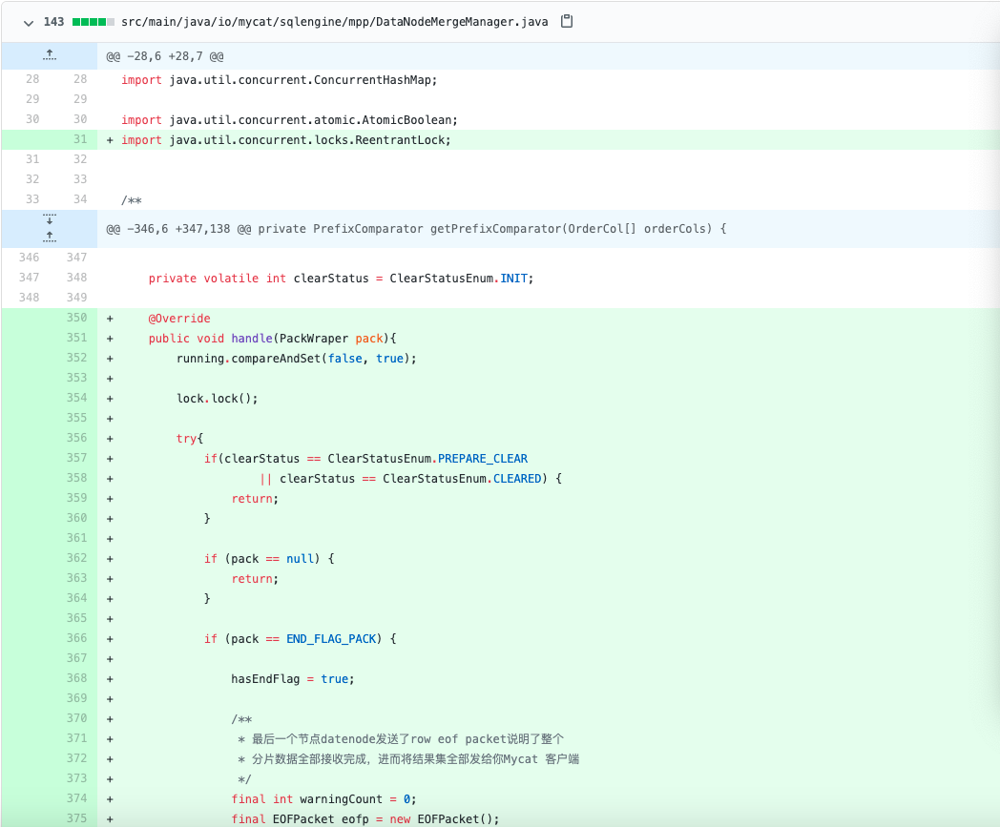 143 src/main/java/io/mycat/sqlengine/mpp/DataNodeMergeManager.java
@@ -28,6 +28,7 @@
28 28 import java.util.concurrent.ConcurrentHashMap;
29 29
30 30 import java.util.concurrent.atomic.AtomicBoolean;
31 + import java.util.concurrent.locks.ReentrantLock;
31 32
32 33
33 34 /**
@@ -346,6 +347,138 @@ private PrefixComparator getPrefixComparator(OrderCol[] orderCols) {
346 347
347 348 private volatile int clearStatus = ClearStatusEnum.INIT;
348 349
350 + @Override
351 + public void handle(PackWraper pack){
352 + running.compareAndSet(false, true);
353 +
354 + lock.lock();
355 +
356 + try{
357 + if(clearStatus == ClearStatusEnum.PREPARE_CLEAR
358 + || clearStatus == ClearStatusEnum.CLEARED) {
359 + return;
360 + }
361 +
362 + if (pack == null) {
363 + return;
364 + }
365 +
366 + if (pack == END_FLAG_PACK) {
367 +
368 + hasEndFlag = true;
369 +
370 + /**
371 + * 最后一个节点datenode发送了row eof packet说明了整个
372 + * 分片数据全部接收完成，进而将结果集全部发给你Mycat 客户端
373 + */
374 + final int warningCount = 0;
375 + final EOFPacket eofp = new EOFPacket();